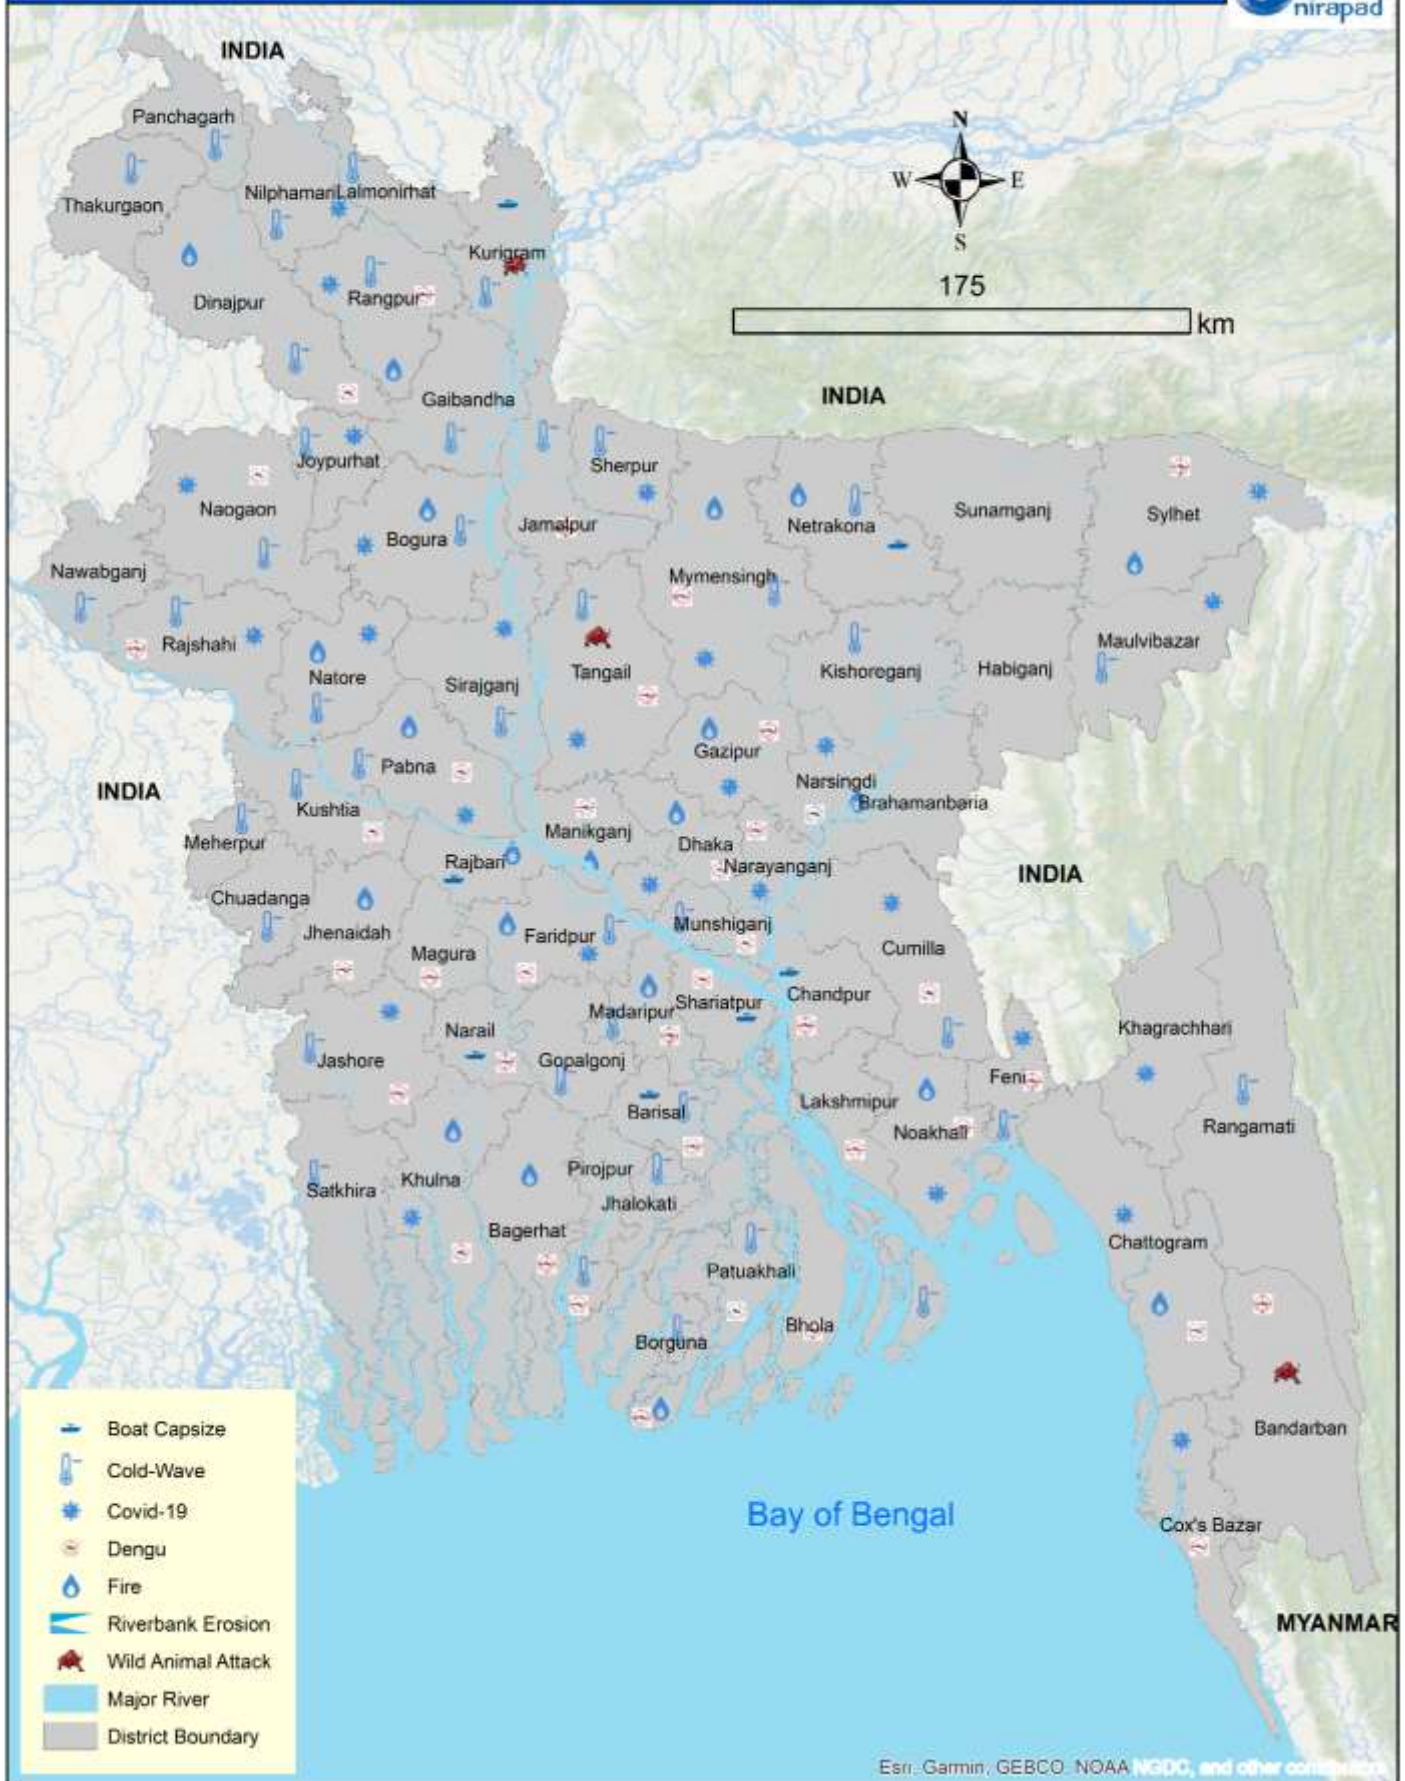 nirapad
INDIA
Panchagarh
N
W E
S
Thakurgaon
Nilphamari
Lalmonirhat
Kurigram
175
km
Dinajpur
Rangpur
INDIA
Gaibandha
Joypurhat
Sherpur
Naogaon
Bogura
Jamalpur
Netrakona
Sunamganj
Sylhet
Nawabganj
Mymensingh
Rajshahi
Natore
Sirajganj
Tangail
Kishoreganj
Habiganj
Maulvibazar
INDIA
Pabna
Gazipur
Narsingdi
Brahamanbaria
Kushtia
Meherpur
Manikganj
Dhaka
Rajbari
Narayanganj
INDIA
Chuadanga
Jhenaidah
Magura
Faridpur
Munshiganj
Cumilla
Madaripur
Shariatpur
Chandpur
Khagrachhari
Narail
Jashore
Gopalgonj
Feni
Barisal
Lakshmipur
Noakhali
Rangamati
Satkhira
Khulna
Pirojpur
Jhalokati
Bagerhat
Patuakhali
Chattogram
Borguna
Bhola
Bandarban
Boat Capsize
Cold-Wave
Covid-19
Dengu
Fire
Riverbank Erosion
Wild Animal Attack
Major River
District Boundary
Bay of Bengal
Cox's Bazar
MYANMAR
Esri, Garmin, GEBCO, NOAA NGDC, and other contributors